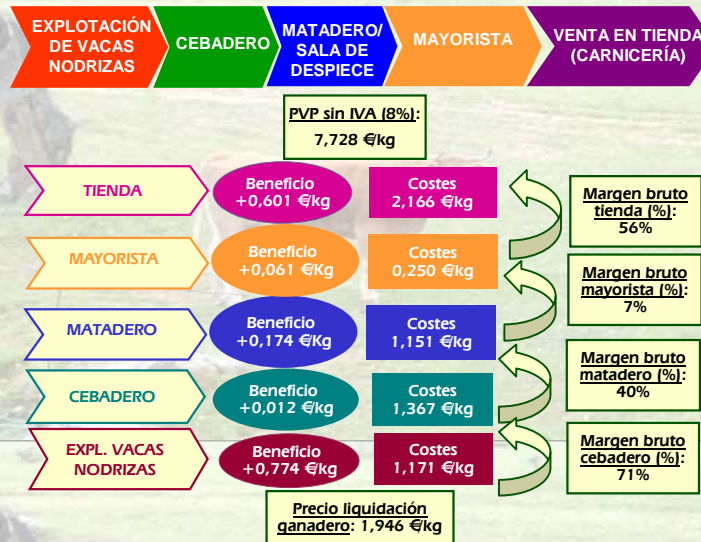 EXPLOTACIÓN
DE VACAS
NODRIZAS
CEBADERO
MATADERO/
SALA DE
DESPIECE
MAYORISTA
VENTA EN TIENDA
(CARNICERÍA)
PVP sin IVA (8%):
7,728 €/kg
TIENDA
Beneficio
+0,601 €/kg
Costes
2,166 €/kg
Margen bruto
tienda (%):
56%
MAYORISTA
Beneficio
+0,061 €/Kg
Costes
0,250 €/kg
Margen bruto
mayorista (%):
7%
MATADERO
Beneficio
+0,174 €/Kg
Costes
1,151 €/kg
Margen bruto
matadero (%):
40%
CEBADERO
Beneficio
+0,012 €/kg
Costes
1,367 €/kg
EXPL. VACAS
NODRIZAS
Beneficio
+0,774 €/kg
Costes
1,171 €/kg
Margen bruto
cebadero (%):
71%
Precio liquidación
ganadero: 1,946 €/kg